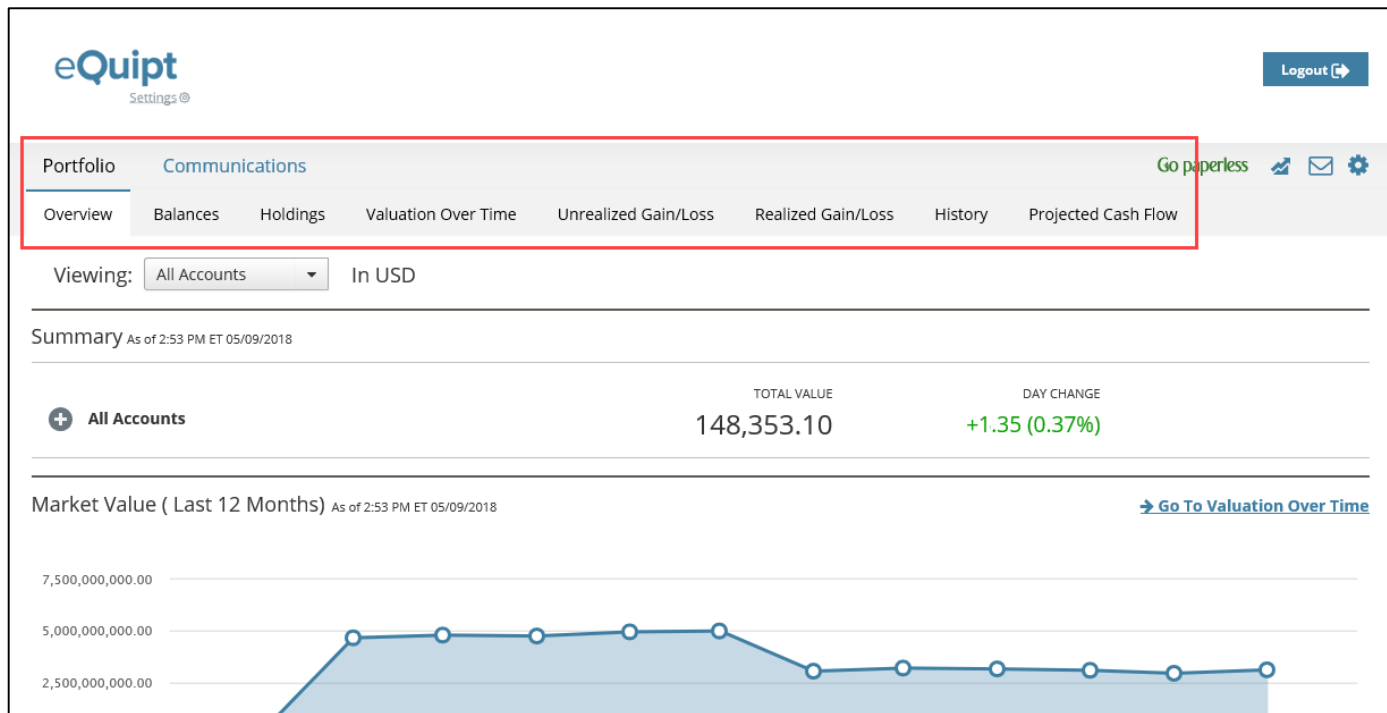 eQuipt
Settings
Logout
Portfolio Communications Go paperless
Overview Balances Holdings Valuation Over Time Unrealized Gain/Loss Realized Gain/Loss History Projected Cash Flow
Viewing: All Accounts In USD
Summary As of 2:53 PM ET 05/09/2018
TOTAL VALUE DAY CHANGE
All Accounts 148,353.10 +1.35 (0.37%)
Market Value ( Last 12 Months) As of 2:53 PM ET 05/09/2018 Go To Valuation Over Time
7,500,000,000.00
5,000,000,000.00
2,500,000,000.00